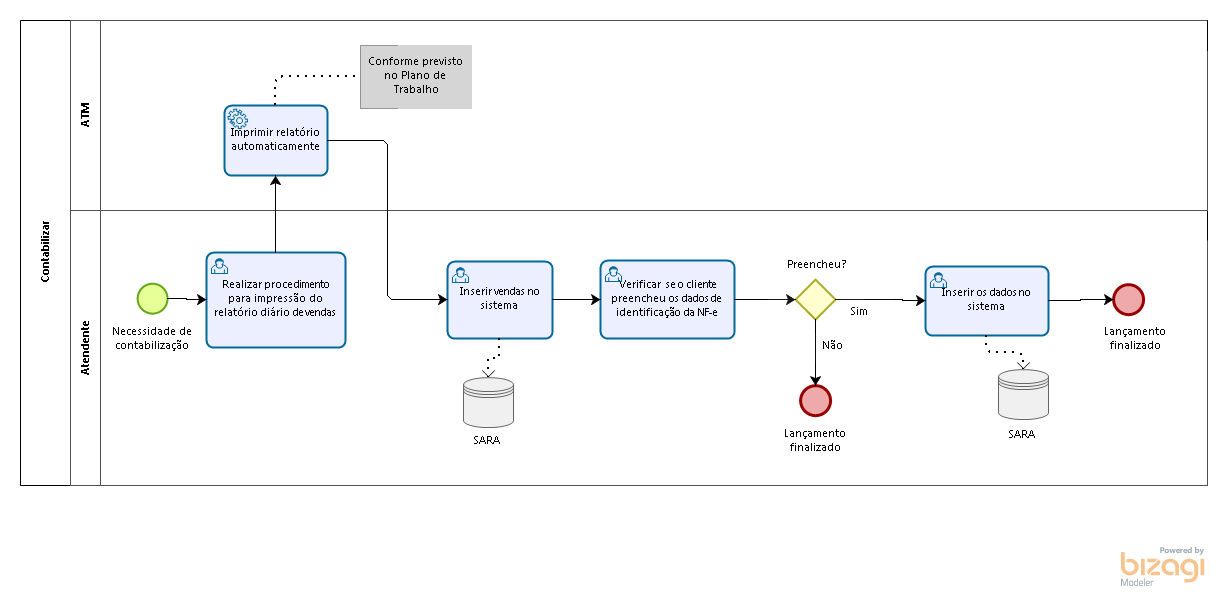 Contabilizar
ATM
Conforme previsto
no Plano de
Trabalho
Imprimir relatório
automaticamente
Atendente
Necessidade de
contabilização
Realizar procedimento
para impressão do
relatório diário de vendas
Inserir vendas no
sistema
SARA
Verificar se o cliente
preencheu os dados de
identificação da NF-e
Preencheu?
Sim
Não
Lançamento
finalizado
Inserir os dados no
sistema
SARA
Lançamento
finalizado
Powered by
bizagi
Modeler